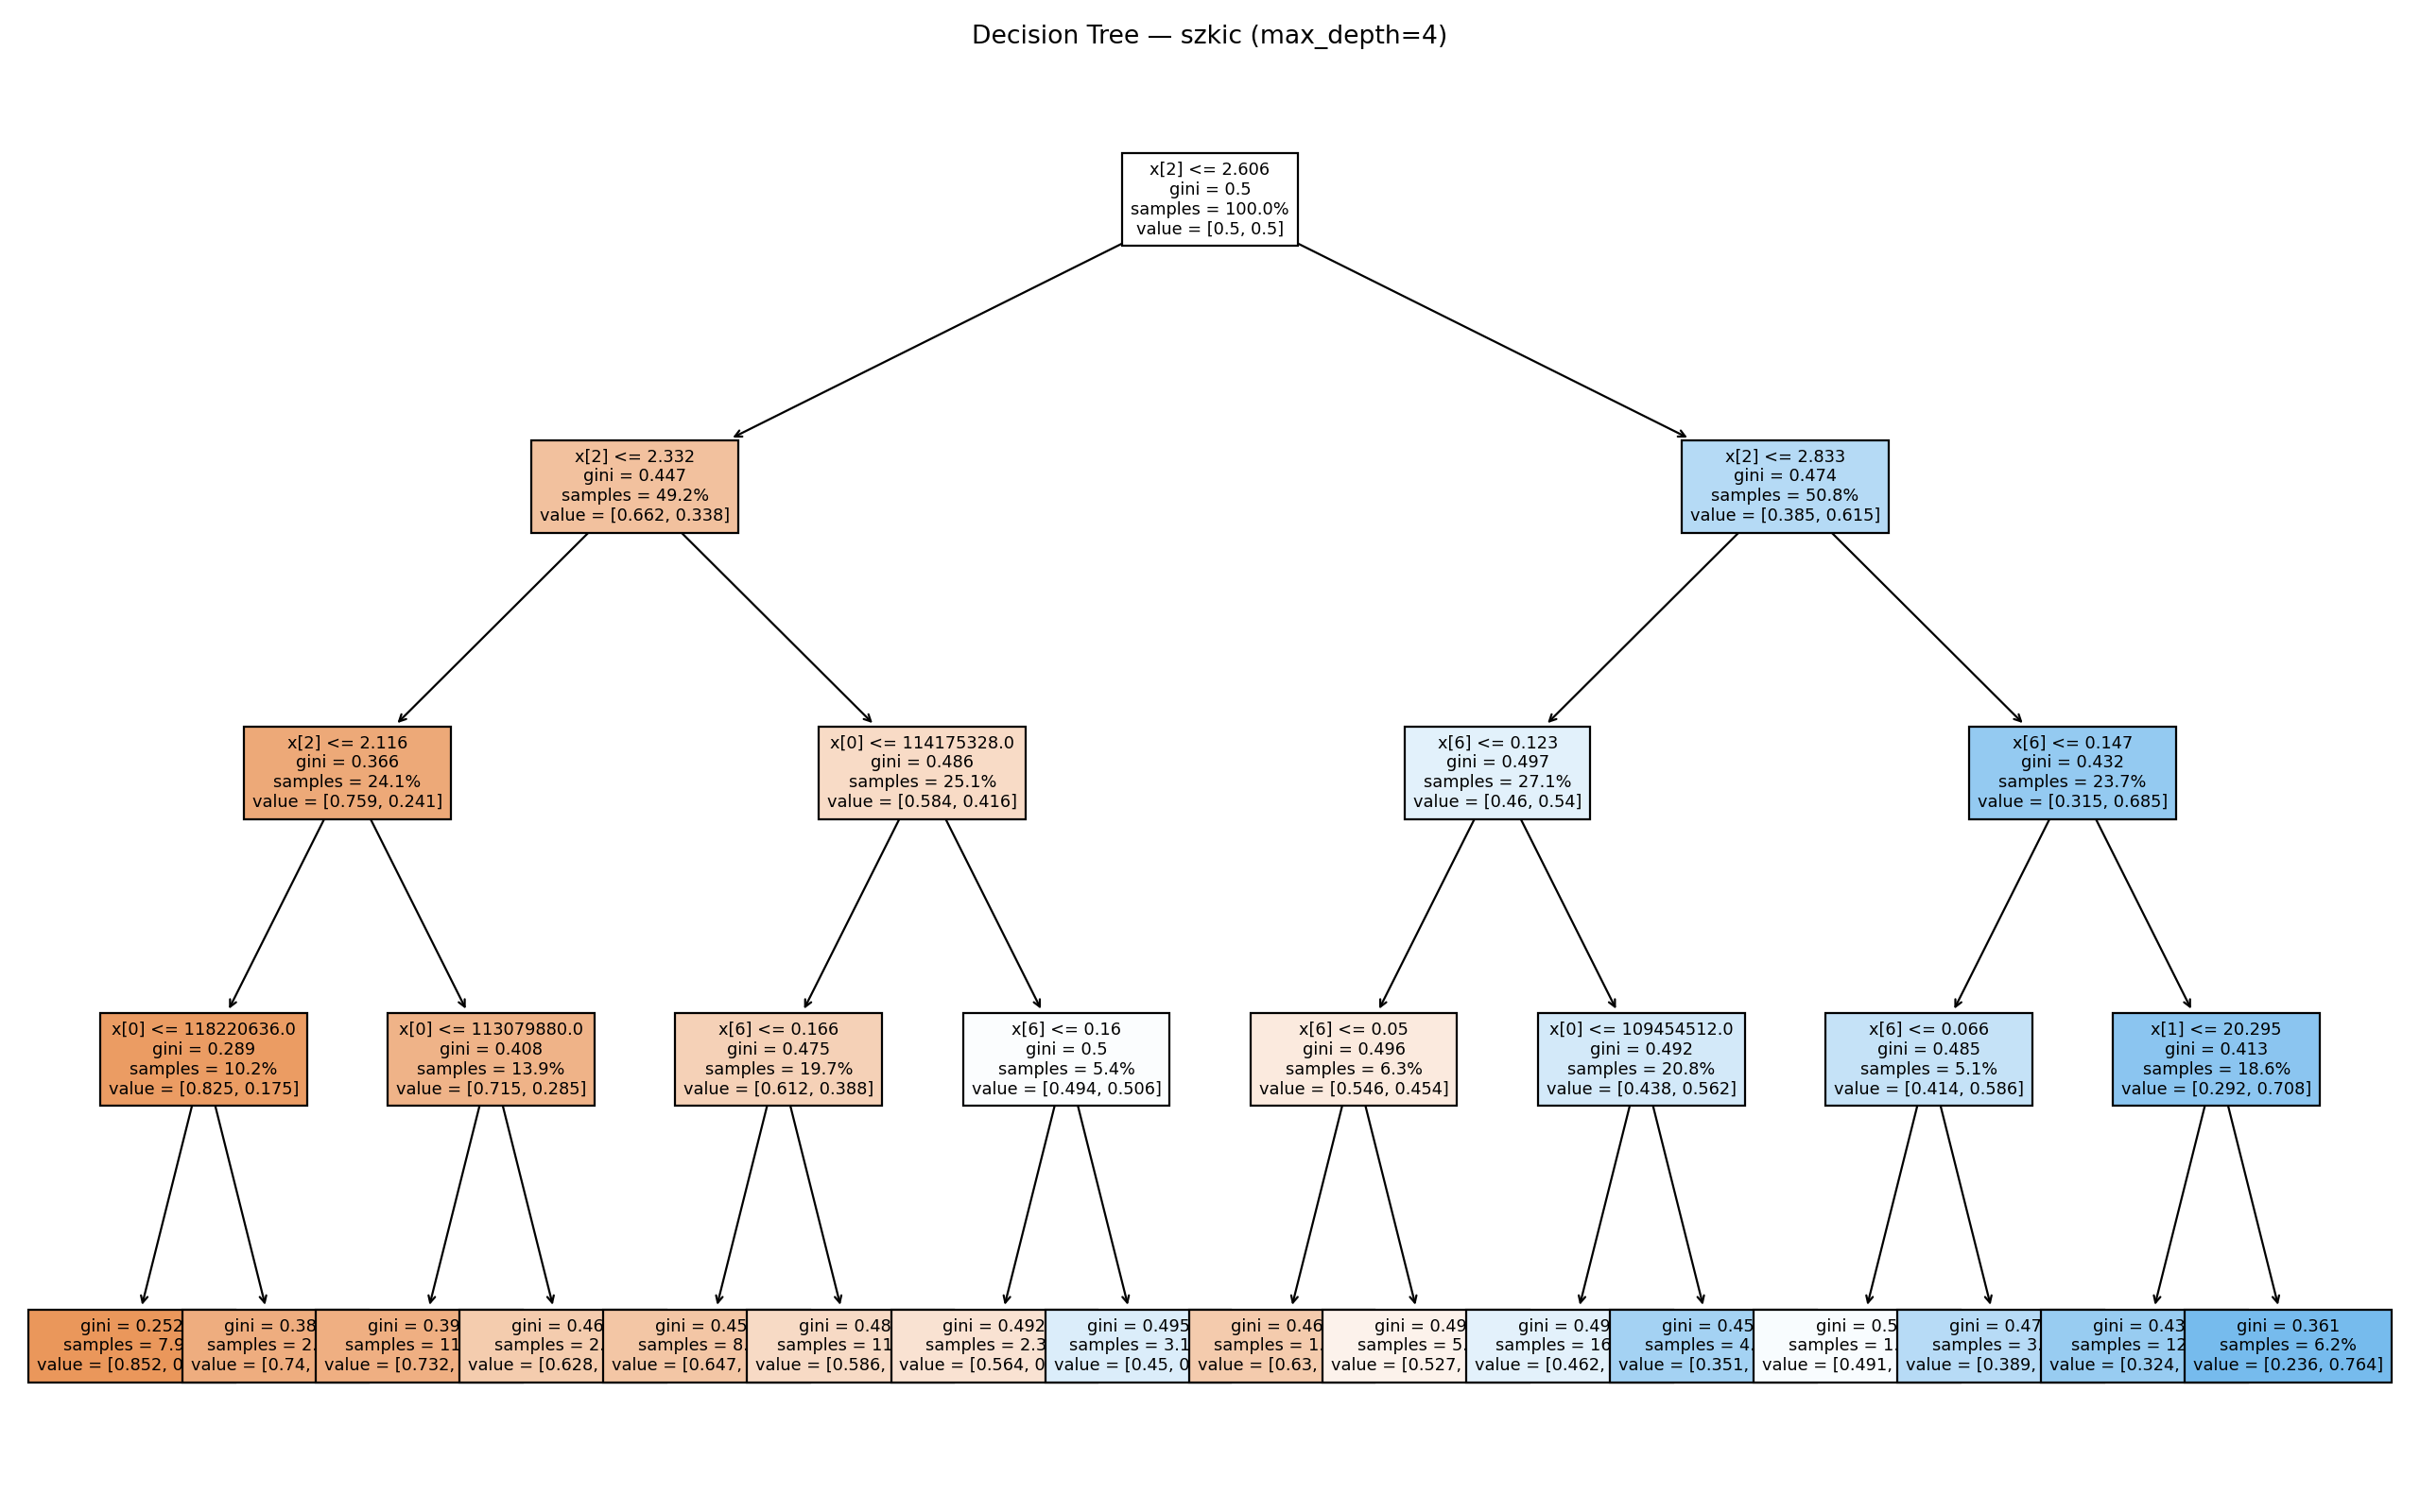 Decision Tree — szkic (max_depth=4)
x[2] <= 2.606
gini = 0.5
samples = 100.0%
value = [0.5, 0.5]
x[2] <= 2.332
gini = 0.447
samples = 49.2%
value = [0.662, 0.338]
x[2] <= 2.833
gini = 0.474
samples = 50.8%
value = [0.385, 0.615]
x[2] <= 2.116
gini = 0.366
samples = 24.1%
value = [0.759, 0.241]
x[0] <= 114175328.0
gini = 0.486
samples = 25.1%
value = [0.584, 0.416]
x[6] <= 0.123
gini = 0.497
samples = 27.1%
value = [0.46, 0.54]
x[6] <= 0.147
gini = 0.432
samples = 23.7%
value = [0.315, 0.685]
x[0] <= 118220636.0
gini = 0.289
samples = 10.2%
value = [0.825, 0.175]
x[0] <= 113079880.0
gini = 0.408
samples = 13.9%
value = [0.715, 0.285]
x[6] <= 0.166
gini = 0.475
samples = 19.7%
value = [0.612, 0.388]
x[6] <= 0.16
gini = 0.5
samples = 5.4%
value = [0.494, 0.506]
x[6] <= 0.05
gini = 0.496
samples = 6.3%
value = [0.546, 0.454]
x[0] <= 109454512.0
gini = 0.492
samples = 20.8%
value = [0.438, 0.562]
x[6] <= 0.066
gini = 0.485
samples = 5.1%
value = [0.414, 0.586]
x[1] <= 20.295
gini = 0.413
samples = 18.6%
value = [0.292, 0.708]
gini = 0.252
samples = 7.9
value = [0.852, 0
gini = 0.38
samples = 2.
value = [0.74,
gini = 0.39
samples = 11
value = [0.732,
gini = 0.46
samples = 2.
value = [0.628,
gini = 0.45
samples = 8.
value = [0.647,
gini = 0.48
samples = 11
value = [0.586,
gini = 0.492
samples = 2.3
value = [0.564, 0
gini = 0.495
samples = 3.1
value = [0.45, 0
gini = 0.46
samples = 1.
value = [0.63,
gini = 0.49
samples = 5.
value = [0.527,
gini = 0.49
samples = 16
value = [0.462,
gini = 0.45
samples = 4.
value = [0.351,
gini = 0.5
samples = 1.
value = [0.491,
gini = 0.47
samples = 3.
value = [0.389,
gini = 0.43
samples = 12
value = [0.324,
gini = 0.361
samples = 6.2%
value = [0.236, 0.764]